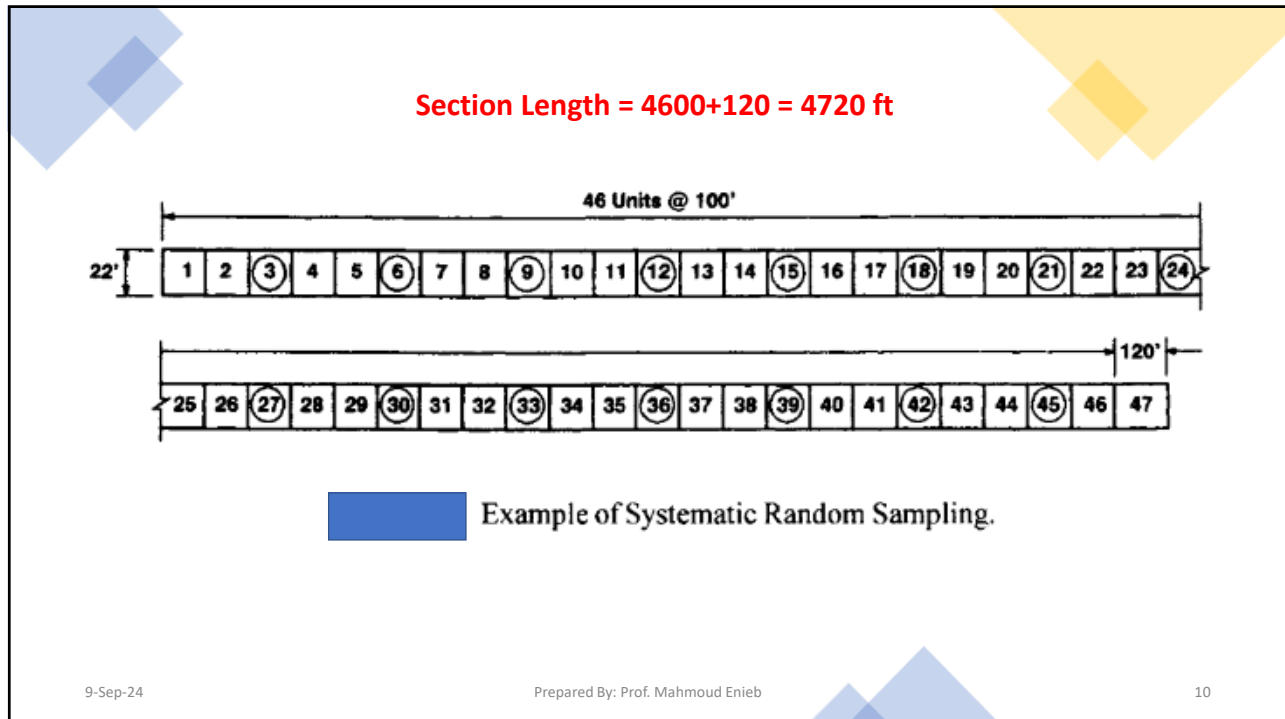 Section Length = 4600+120 = 4720 ft
46 Units @ 100'
22'
1 2 3 4 5 6 7 8 9 10 11 12 13 14 15 16 17 18 19 20 21 22 23 24
120'
25 26 27 28 29 30 31 32 33 34 35 36 37 38 39 40 41 42 43 44 45 46 47
Example of Systematic Random Sampling.
9-Sep-24
Prepared By: Prof. Mahmoud Enieb
10